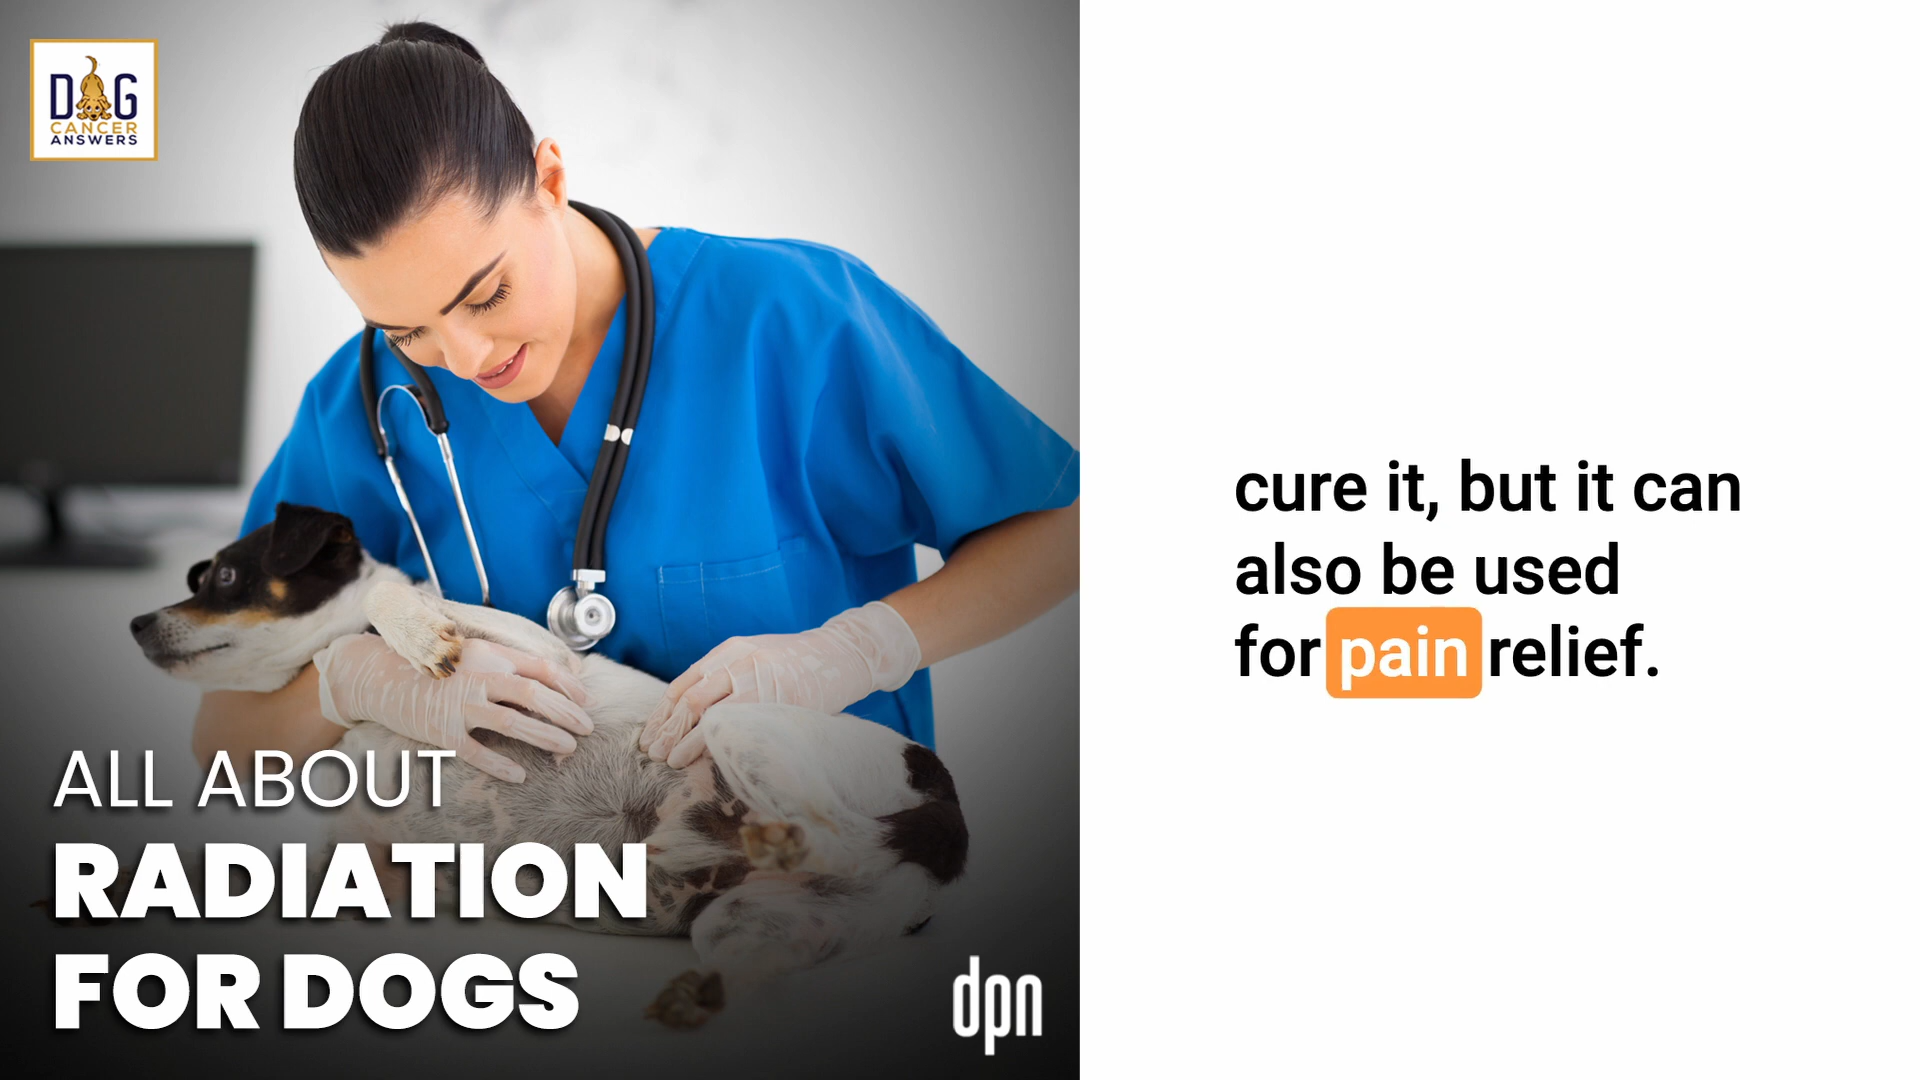 DOG
CANCER
ANSWERS
ALL ABOUT
RADIATION
FOR DOGS
dpn
cure it, but it can
also be used
for pain relief.